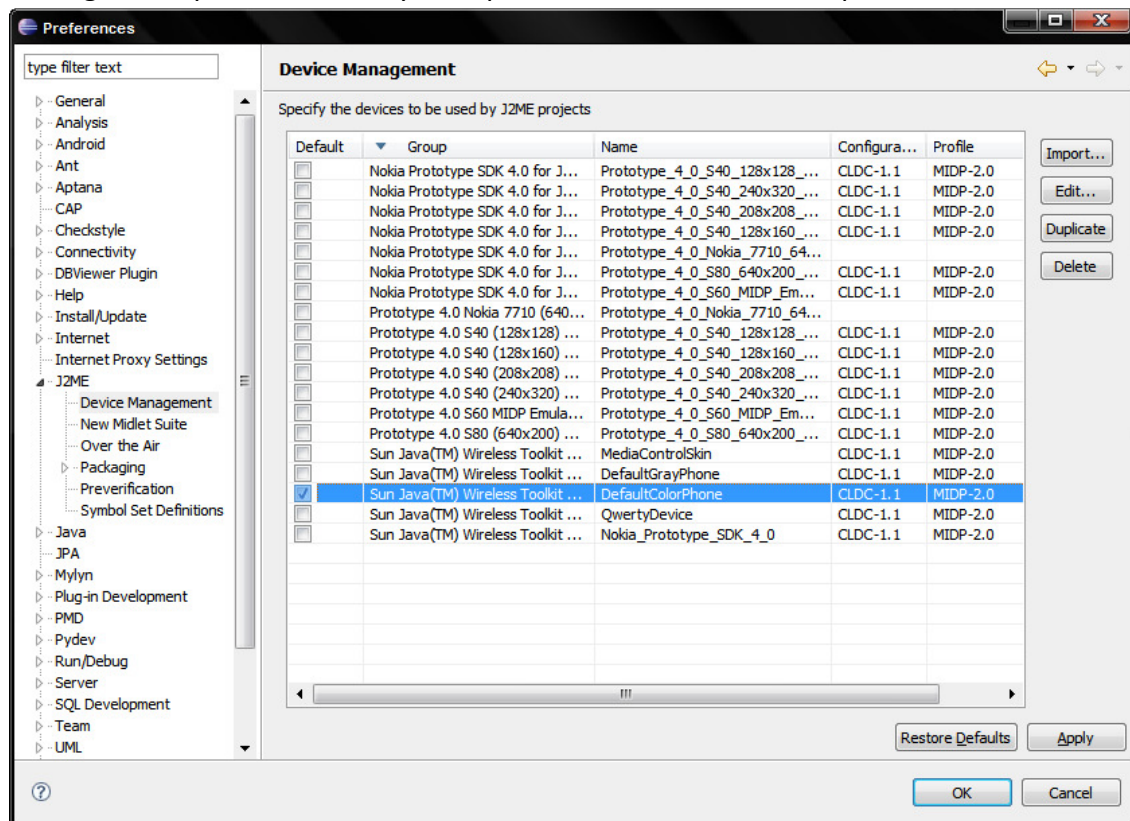 Preferences
type filter text
General
Analysis
Android
Ant
Aptana
CAP
Checkstyle
Connectivity
DBViewer Plugin
Help
Install/Update
Internet
Internet Proxy Settings
J2ME
Device Management
New Midlet Suite
Over the Air
Packaging
Preverification
Symbol Set Definitions
Java
JPA
Mylyn
Plug-in Development
PMD
Pydev
Run/Debug
Server
SQL Development
Team
UML
Device Management
Specify the devices to be used by J2ME projects
Default Group Name Configura... Profile
Nokia Prototype SDK 4.0 for J... Prototype_4_0_S40_128x128_... CLDC-1.1 MIDP-2.0
Nokia Prototype SDK 4.0 for J... Prototype_4_0_S40_240x320_... CLDC-1.1 MIDP-2.0
Nokia Prototype SDK 4.0 for J... Prototype_4_0_S40_208x208_... CLDC-1.1 MIDP-2.0
Nokia Prototype SDK 4.0 for J... Prototype_4_0_S40_128x160_... CLDC-1.1 MIDP-2.0
Nokia Prototype SDK 4.0 for J... Prototype_4_0_Nokia_7710_64...
Nokia Prototype SDK 4.0 for J... Prototype_4_0_S80_640x200_... CLDC-1.1 MIDP-2.0
Nokia Prototype SDK 4.0 for J... Prototype_4_0_S60_MIDP_Em... CLDC-1.1 MIDP-2.0
Prototype 4.0 Nokia 7710 (640... Prototype_4_0_Nokia_7710_64...
Prototype 4.0 S40 (128x128) ... Prototype_4_0_S40_128x128_... CLDC-1.1 MIDP-2.0
Prototype 4.0 S40 (128x160) ... Prototype_4_0_S40_128x160_... CLDC-1.1 MIDP-2.0
Prototype 4.0 S40 (208x208) ... Prototype_4_0_S40_208x208_... CLDC-1.1 MIDP-2.0
Prototype 4.0 S40 (240x320) ... Prototype_4_0_S40_240x320_... CLDC-1.1 MIDP-2.0
Prototype 4.0 S60 MIDP Emula... Prototype_4_0_S60_MIDP_Em... CLDC-1.1 MIDP-2.0
Prototype 4.0 S80 (640x200) ... Prototype_4_0_S80_640x200_... CLDC-1.1 MIDP-2.0
Sun Java(TM) Wireless Toolkit ... MediaControlSkin CLDC-1.1 MIDP-2.0
Sun Java(TM) Wireless Toolkit ... DefaultGrayPhone CLDC-1.1 MIDP-2.0
Sun Java(TM) Wireless Toolkit ... DefaultColorPhone CLDC-1.1 MIDP-2.0
Sun Java(TM) Wireless Toolkit ... QwertyDevice CLDC-1.1 MIDP-2.0
Sun Java(TM) Wireless Toolkit ... Nokia_Prototype_SDK_4_0 CLDC-1.1 MIDP-2.0
Import...
Edit...
Duplicate
Delete
Restore Defaults Apply
OK Cancel